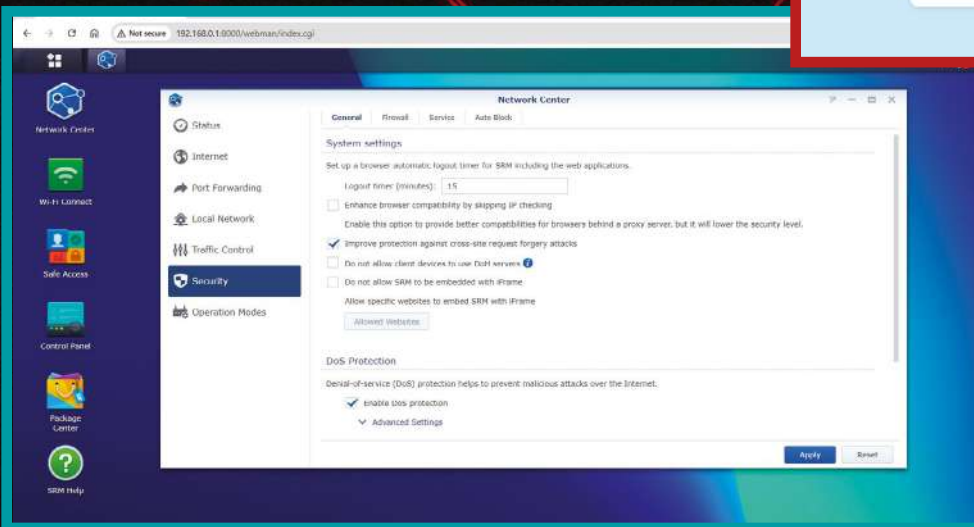 Not secure 192.168.0.1:8000/webman/index.cgi
Network Center
Wi-Fi Connect
Safe Access
Control Panel
Package
Center
SRM Help
Network Center
Status
Internet
Port Forwarding
Local Network
Traffic Control
Security
Operation Modes
General Firewall Service Auto Block
System settings
Set up a browser automatic logout timer for SRM including the web applications.
Logout timer (minutes): 15
Enhance browser compatibility by skipping IP checking
Enable this option to provide better compatibilities for browsers behind a proxy server, but it will lower the security level.
Improve protection against cross-site request forgery attacks
Do not allow client devices to use DoH servers
Do not allow SRM to be embedded with iFrame
Allow specific websites to embed SRM with iFrame
Allowed Websites
DoS Protection
Denial-of-service (DoS) protection helps to prevent malicious attacks over the Internet.
Enable DoS protection
Advanced Settings
Apply Reset